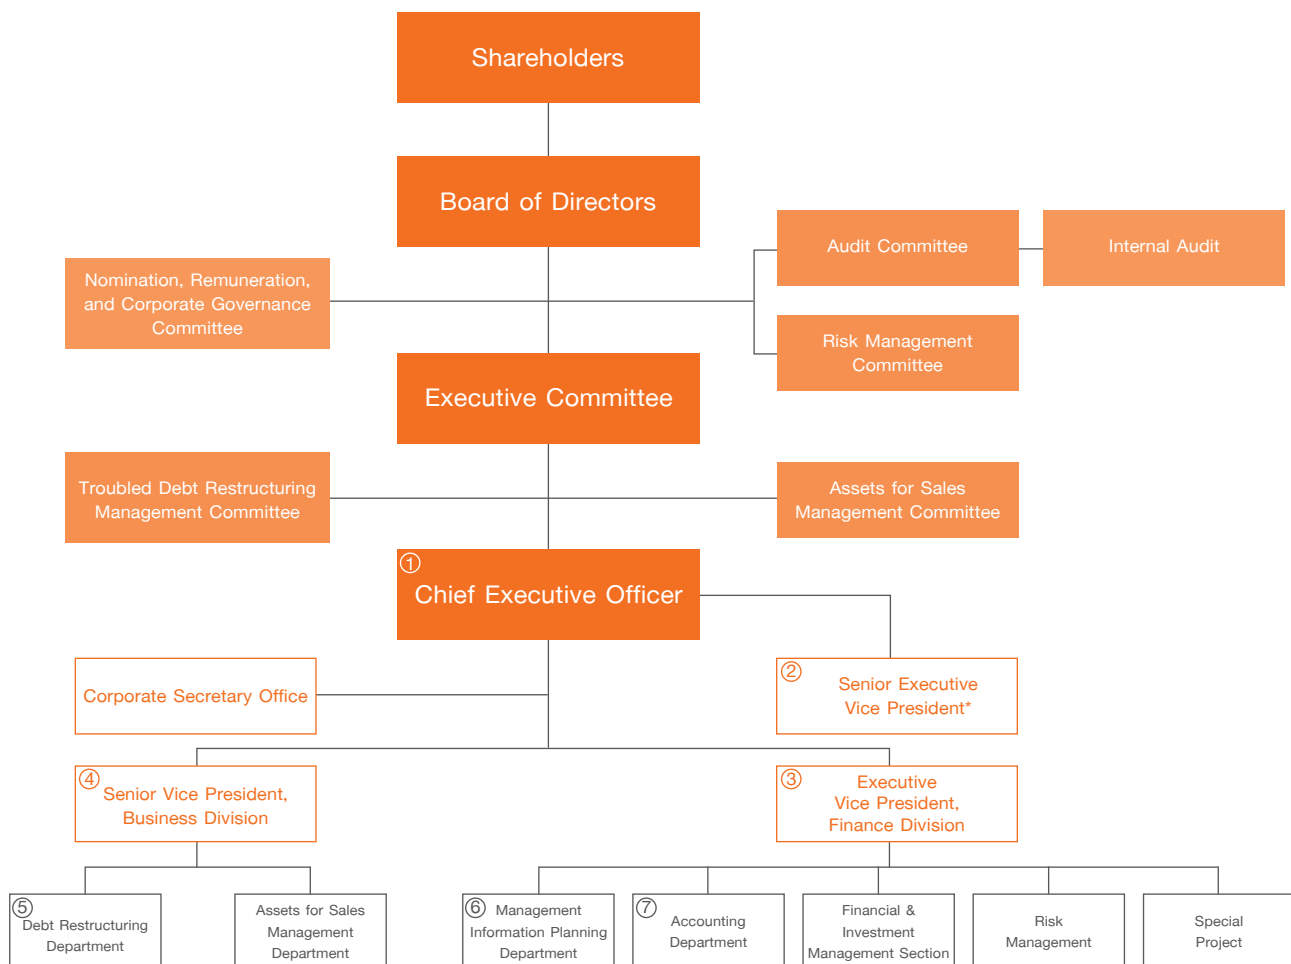 Shareholders
Board of Directors
Audit Committee
Internal Audit
Nomination, Remuneration,
and Corporate Governance
Committee
Risk Management
Committee
Executive Committee
Troubled Debt Restructuring
Management Committee
Assets for Sales
Management Committee
①
Chief Executive Officer
Corporate Secretary Office
②
Senior Executive
Vice President*
④
Senior Vice President,
Business Division
③
Executive
Vice President,
Finance Division
⑤
Debt Restructuring
Department
Assets for Sales
Management
Department
⑥
Management
Information Planning
Department
⑦
Accounting
Department
Financial &
Investment
Management Section
Risk
Management
Special
Project